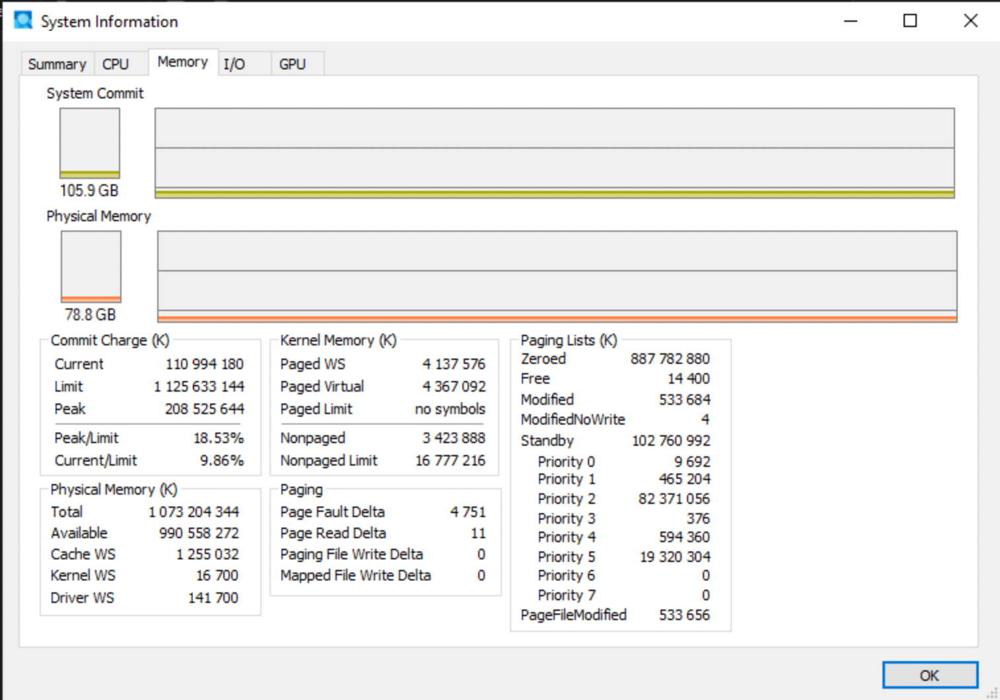 System Information
Summary CPU Memory I/O GPU
System Commit
105.9 GB
Physical Memory
78.8 GB
Commit Charge (K)
Current 110 994 180
Limit 1 125 633 144
Peak 208 525 644
Peak/Limit 18.53%
Current/Limit 9.86%
Physical Memory (K)
Total 1 073 204 344
Available 990 558 272
Cache WS 1 255 032
Kernel WS 16 700
Driver WS 141 700
Kernel Memory (K)
Paged WS 4 137 576
Paged Virtual 4 367 092
Paged Limit no symbols
Nonpaged 3 423 888
Nonpaged Limit 16 777 216
Paging
Page Fault Delta 4 751
Page Read Delta 11
Paging File Write Delta 0
Mapped File Write Delta 0
Paging Lists (K)
Zeroed 887 782 880
Free 14 400
Modified 533 684
ModifiedNoWrite 4
Standby 102 760 992
Priority 0 9 692
Priority 1 465 204
Priority 2 82 371 056
Priority 3 376
Priority 4 594 360
Priority 5 19 320 304
Priority 6 0
Priority 7 0
PageFileModified 533 656
OK